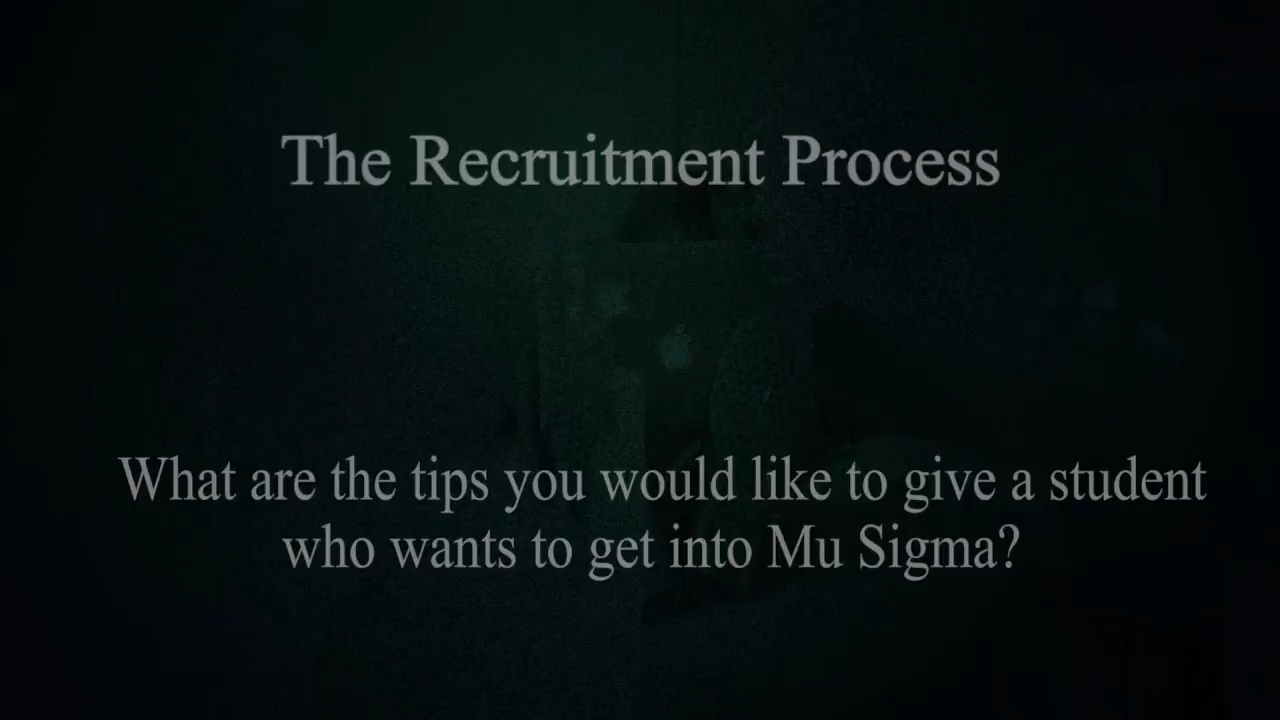 The Recruitment Process
What are the tips you would like to give a student
who wants to get into Mu Sigma?